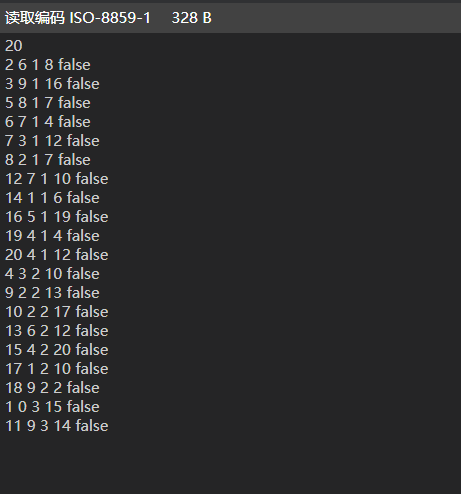 读取编码 ISO-8859-1 328 B
20
2 6 1 8 false
3 9 1 16 false
5 8 1 7 false
6 7 1 4 false
7 3 1 12 false
8 2 1 7 false
12 7 1 10 false
14 1 1 6 false
16 5 1 19 false
19 4 1 4 false
20 4 1 12 false
4 3 2 10 false
9 2 2 13 false
10 2 2 17 false
13 6 2 12 false
15 4 2 20 false
17 1 2 10 false
18 9 2 2 false
1 0 3 15 false
11 9 3 14 false